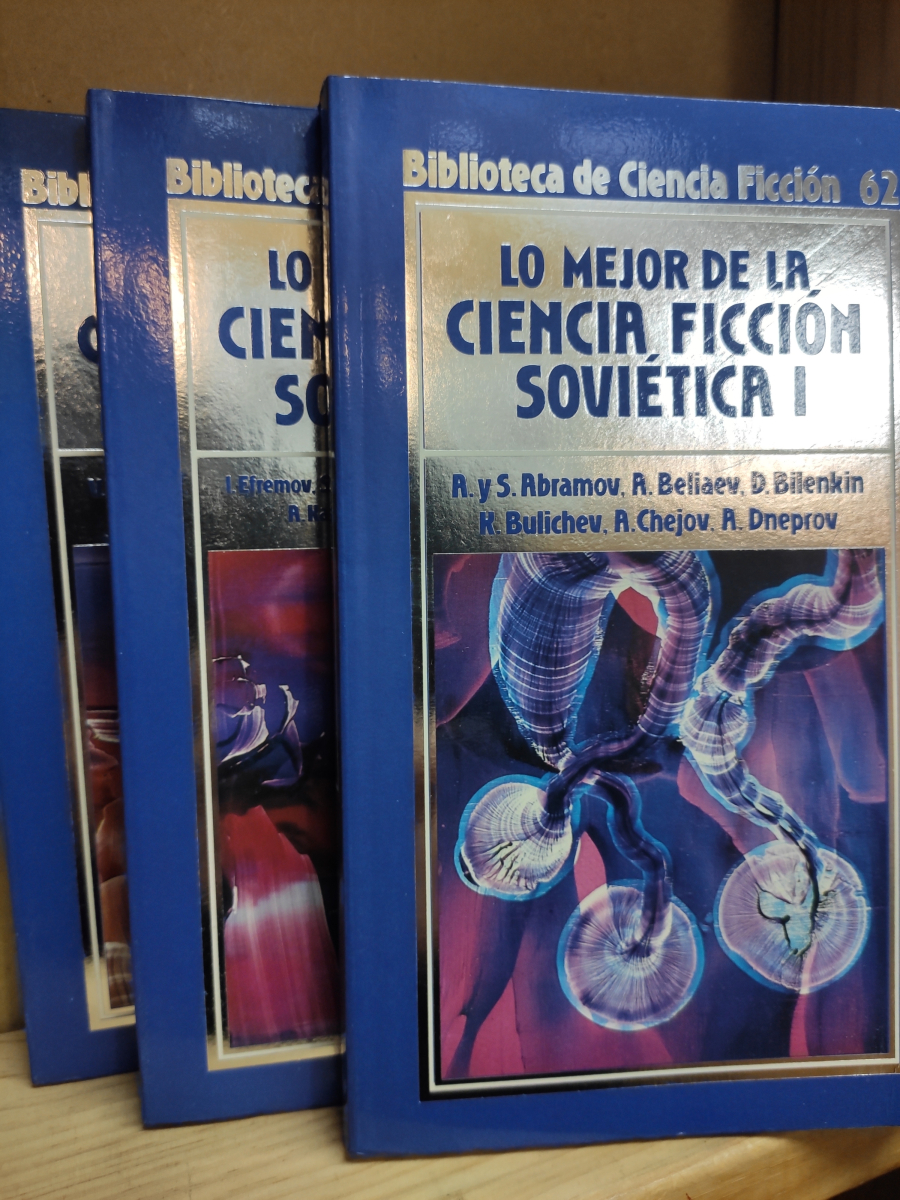 Bibl
Biblioteca
LO
CIEN
SO
I. Efremov,
Biblioteca de Ciencia Ficción 62
LO MEJOR DE LA
CIENCIA FICCIÓN
SOVIÉTICA I
A. y S. Abramov, A. Beliaev, D. Bilenkin
K. Bulichev, A. Chejov, A. Dneprov